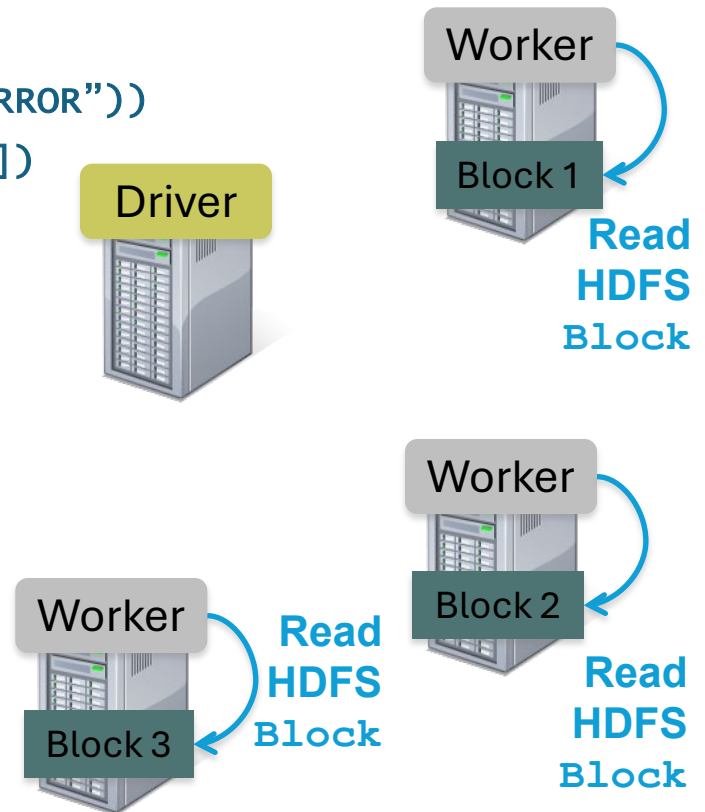 RROR”))
])
Driver
Worker
Block 1
Read
HDFS
Block
Worker
Block 2
Read
HDFS
Block
Worker
Block 3
Read
HDFS
Block